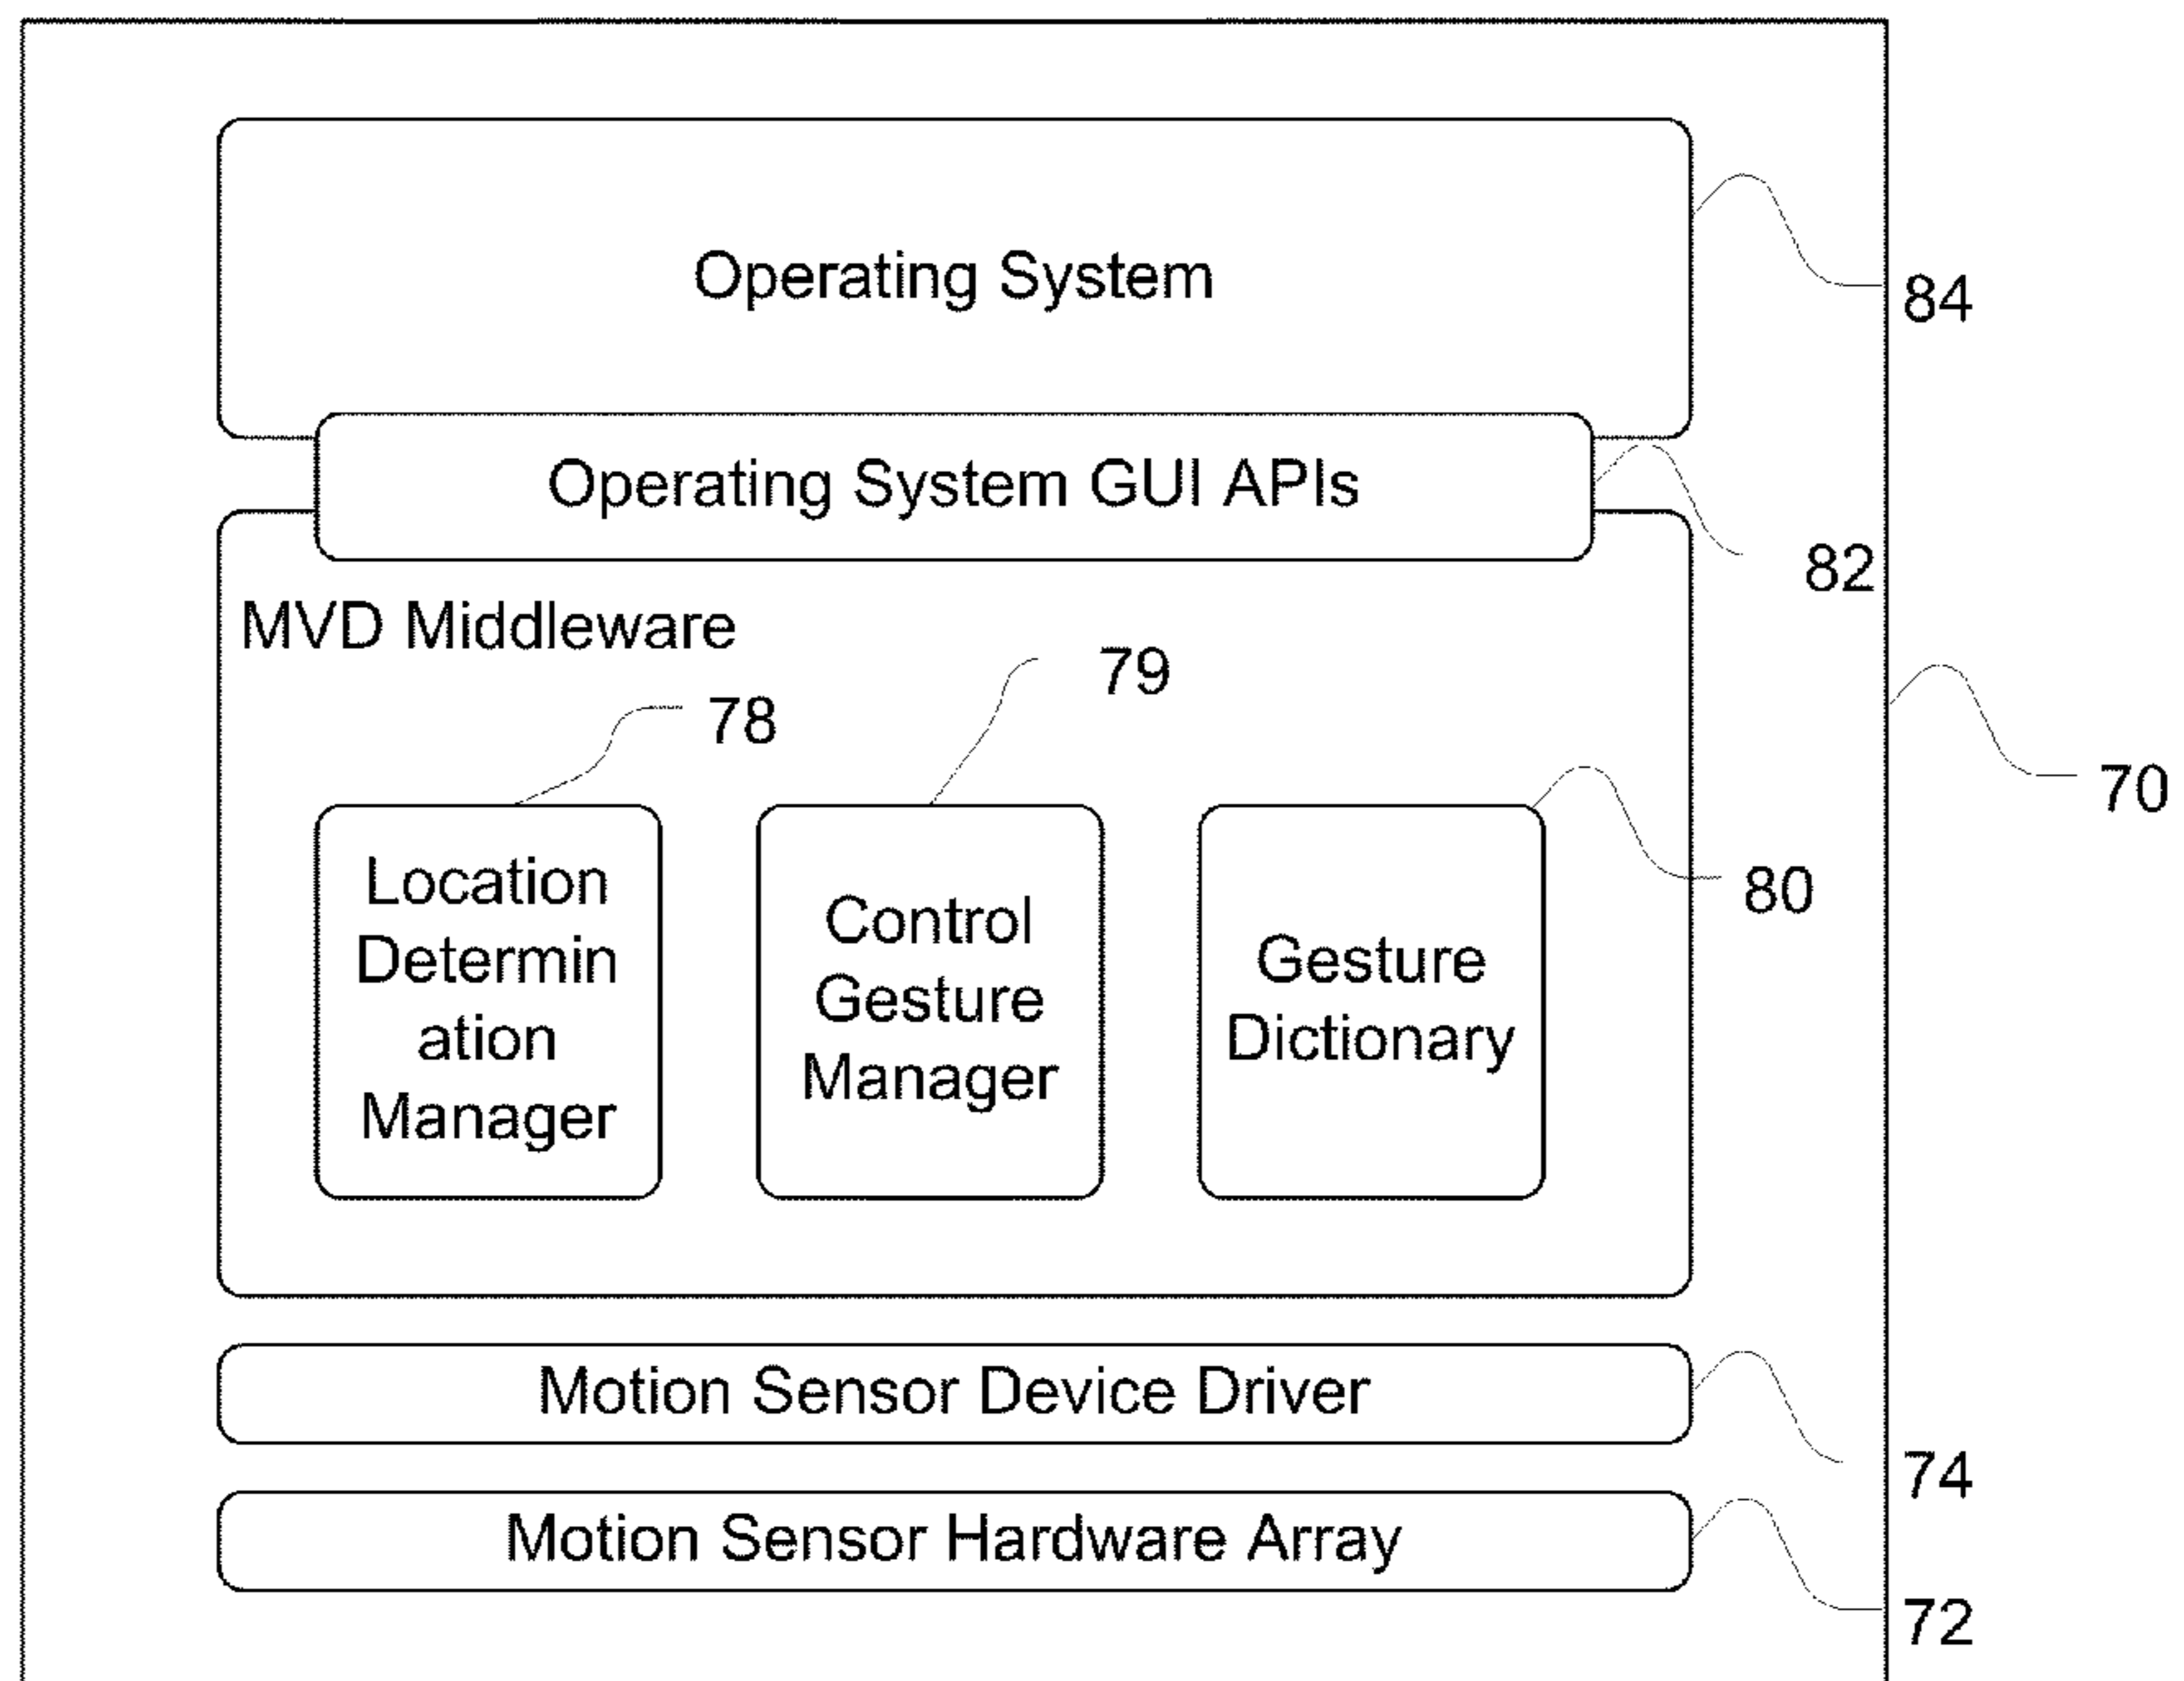 Operating System
84
Operating System GUI APIs
82
MVD Middleware
79
78
70
80
Location
Determin
ation
Manager
Control
Gesture
Manager
Gesture
Dictionary
Motion Sensor Device Driver
74
Motion Sensor Hardware Array
72